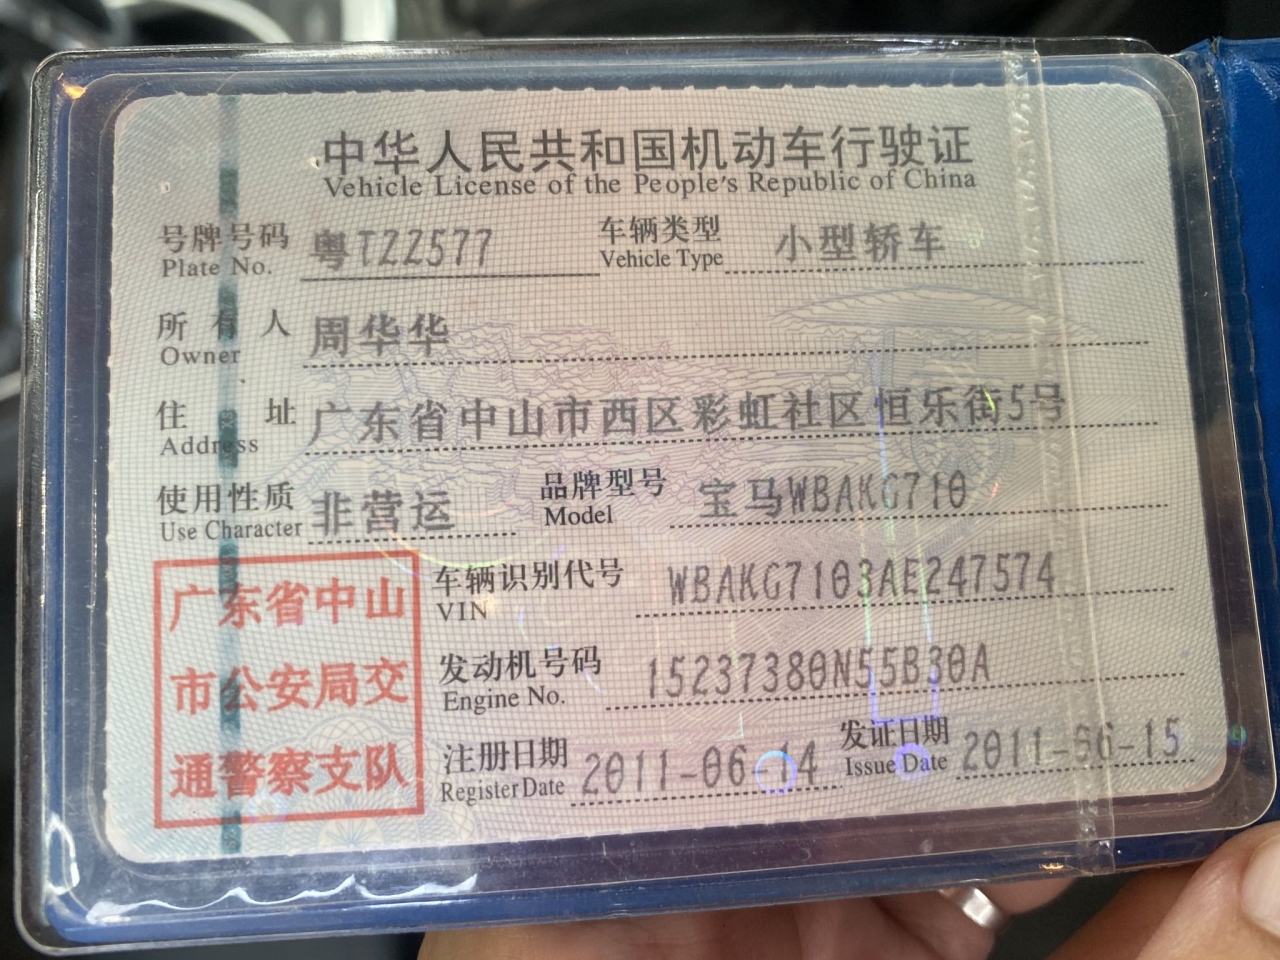 中华人民共和国机动车行驶证
Vehicle License of the People's Republic of China
号牌号码 粤TZZ577 车辆类型 小型轿车
Plate No. Vehicle Type
所有人 周华华
Owner
住址 广东省中山市西区彩虹社区恒乐街5号
Address
使用性质 非营运 品牌型号 宝马WBAKG710
Use Character Model
车辆识别代号 WBAKG7103AE247574
VIN
发动机号码 15237380N55B30A
Engine No.
注册日期 2011-06-14 发证日期 2011-06-15
Register Date Issue Date
广东省中山
市公安局交
通警察支队